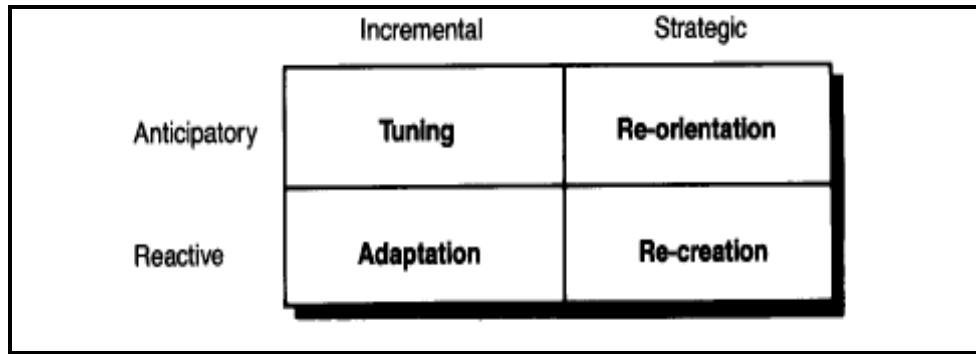 Incremental Strategic
Anticipatory Tuning Re-orientation
Reactive Adaptation Re-creation